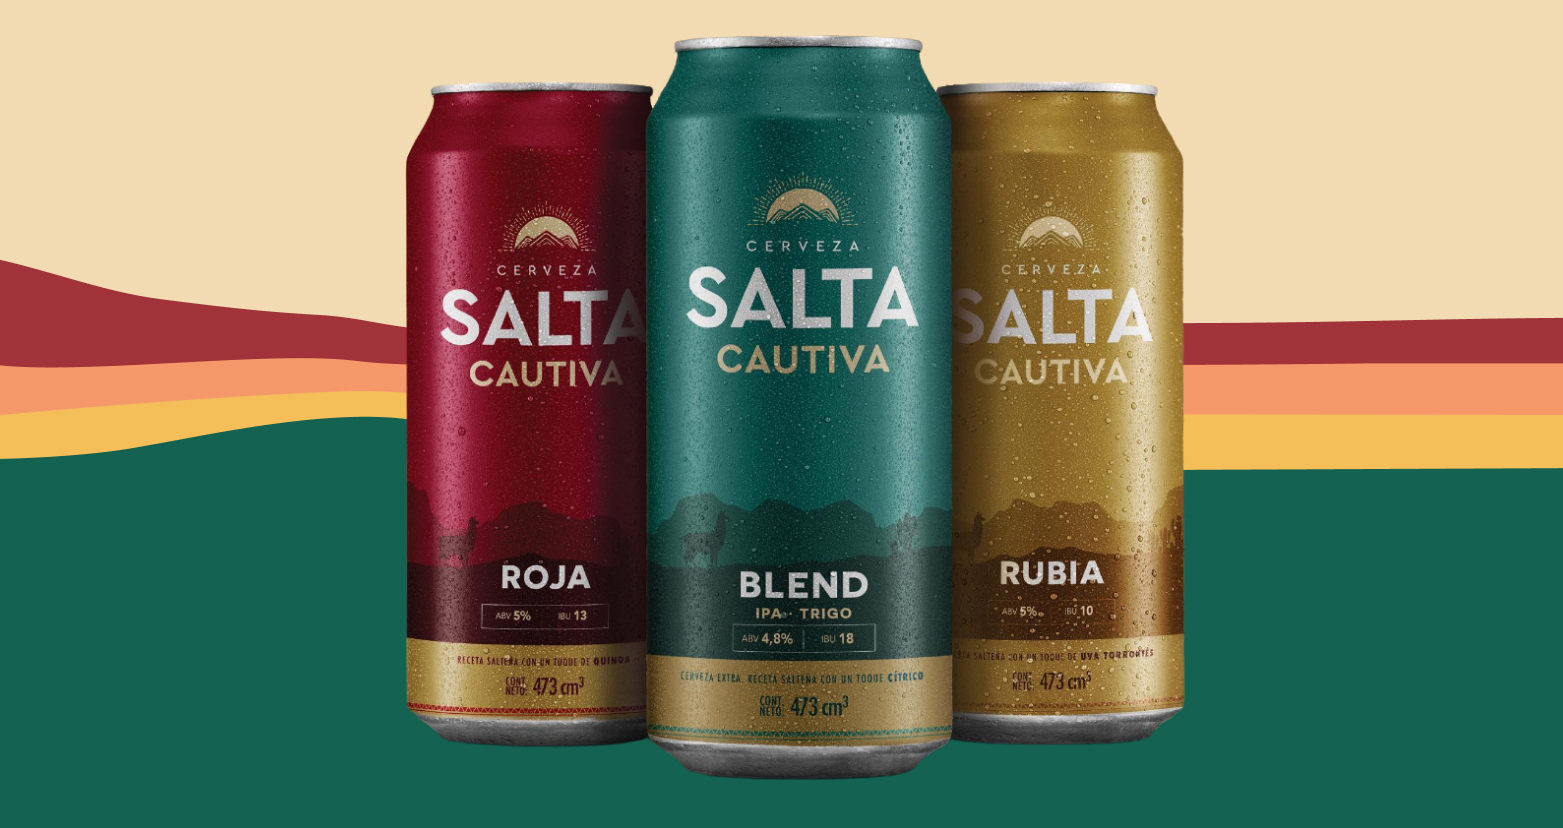 CERVEZA
SALTA
CAUTIVA
ROJA
ABV 5% IBU 13
RECETA SALTEÑA CON UN TOQUE DE QUINOA
CONT. NETO: 473 cm³
CERVEZA
SALTA
CAUTIVA
BLEND
IPA · TRIGO
ABV 4,8% IBU 18
CERVEZA EXTRA RECETA SALTEÑA CON UN TOQUE CÍTRICO
CONT. NETO: 473 cm³
CERVEZA
SALTA
CAUTIVA
RUBIA
ABV 5% IBU 10
SALTEÑA CON UN TOQUE DE UVA TORRONTÉS
CONT. NETO: 473 cm³